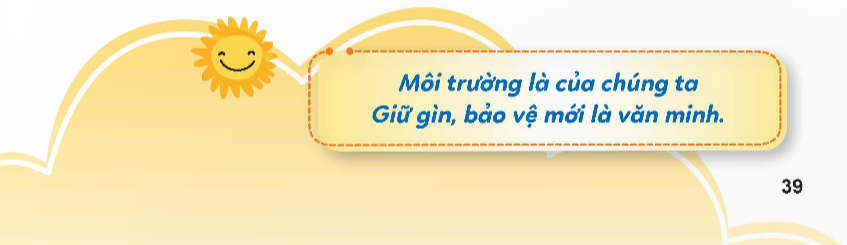 Môi trường là của chúng ta
Giữ gìn, bảo vệ mới là văn minh.
39